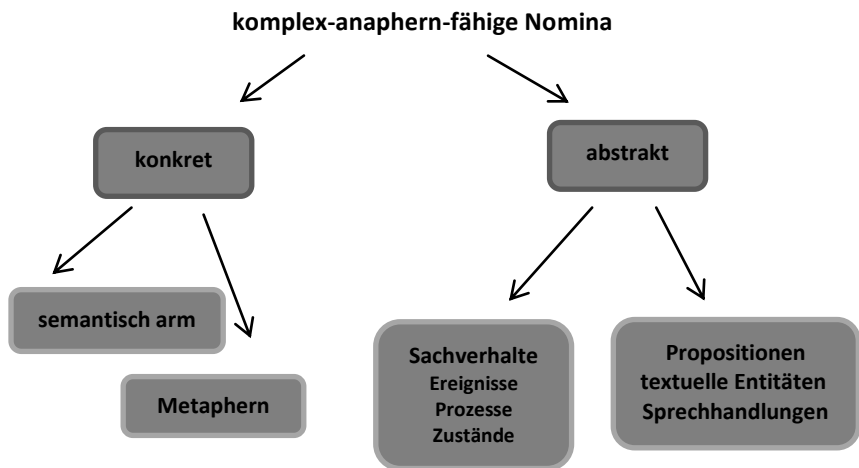 komplex-anaphern-fähige Nomina
konkret
abstrakt
semantisch arm
Metaphern
Sachverhalte
Ereignisse
Prozesse
Zustände
Propositionen
textuelle Entitäten
Sprechhandlungen